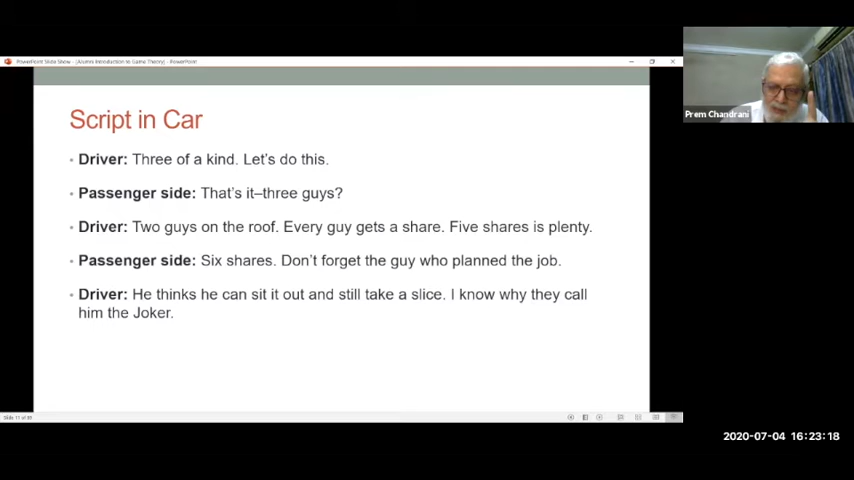 PowerPoint Slide Show - [Alumni Introduction to Game Theory] - PowerPoint
Prem Chandrani
Script in Car
Driver: Three of a kind. Let's do this.
Passenger side: That's it–three guys?
Driver: Two guys on the roof. Every guy gets a share. Five shares is plenty.
Passenger side: Six shares. Don't forget the guy who planned the job.
Driver: He thinks he can sit it out and still take a slice. I know why they call
him the Joker.
2020-07-04 16:23:18